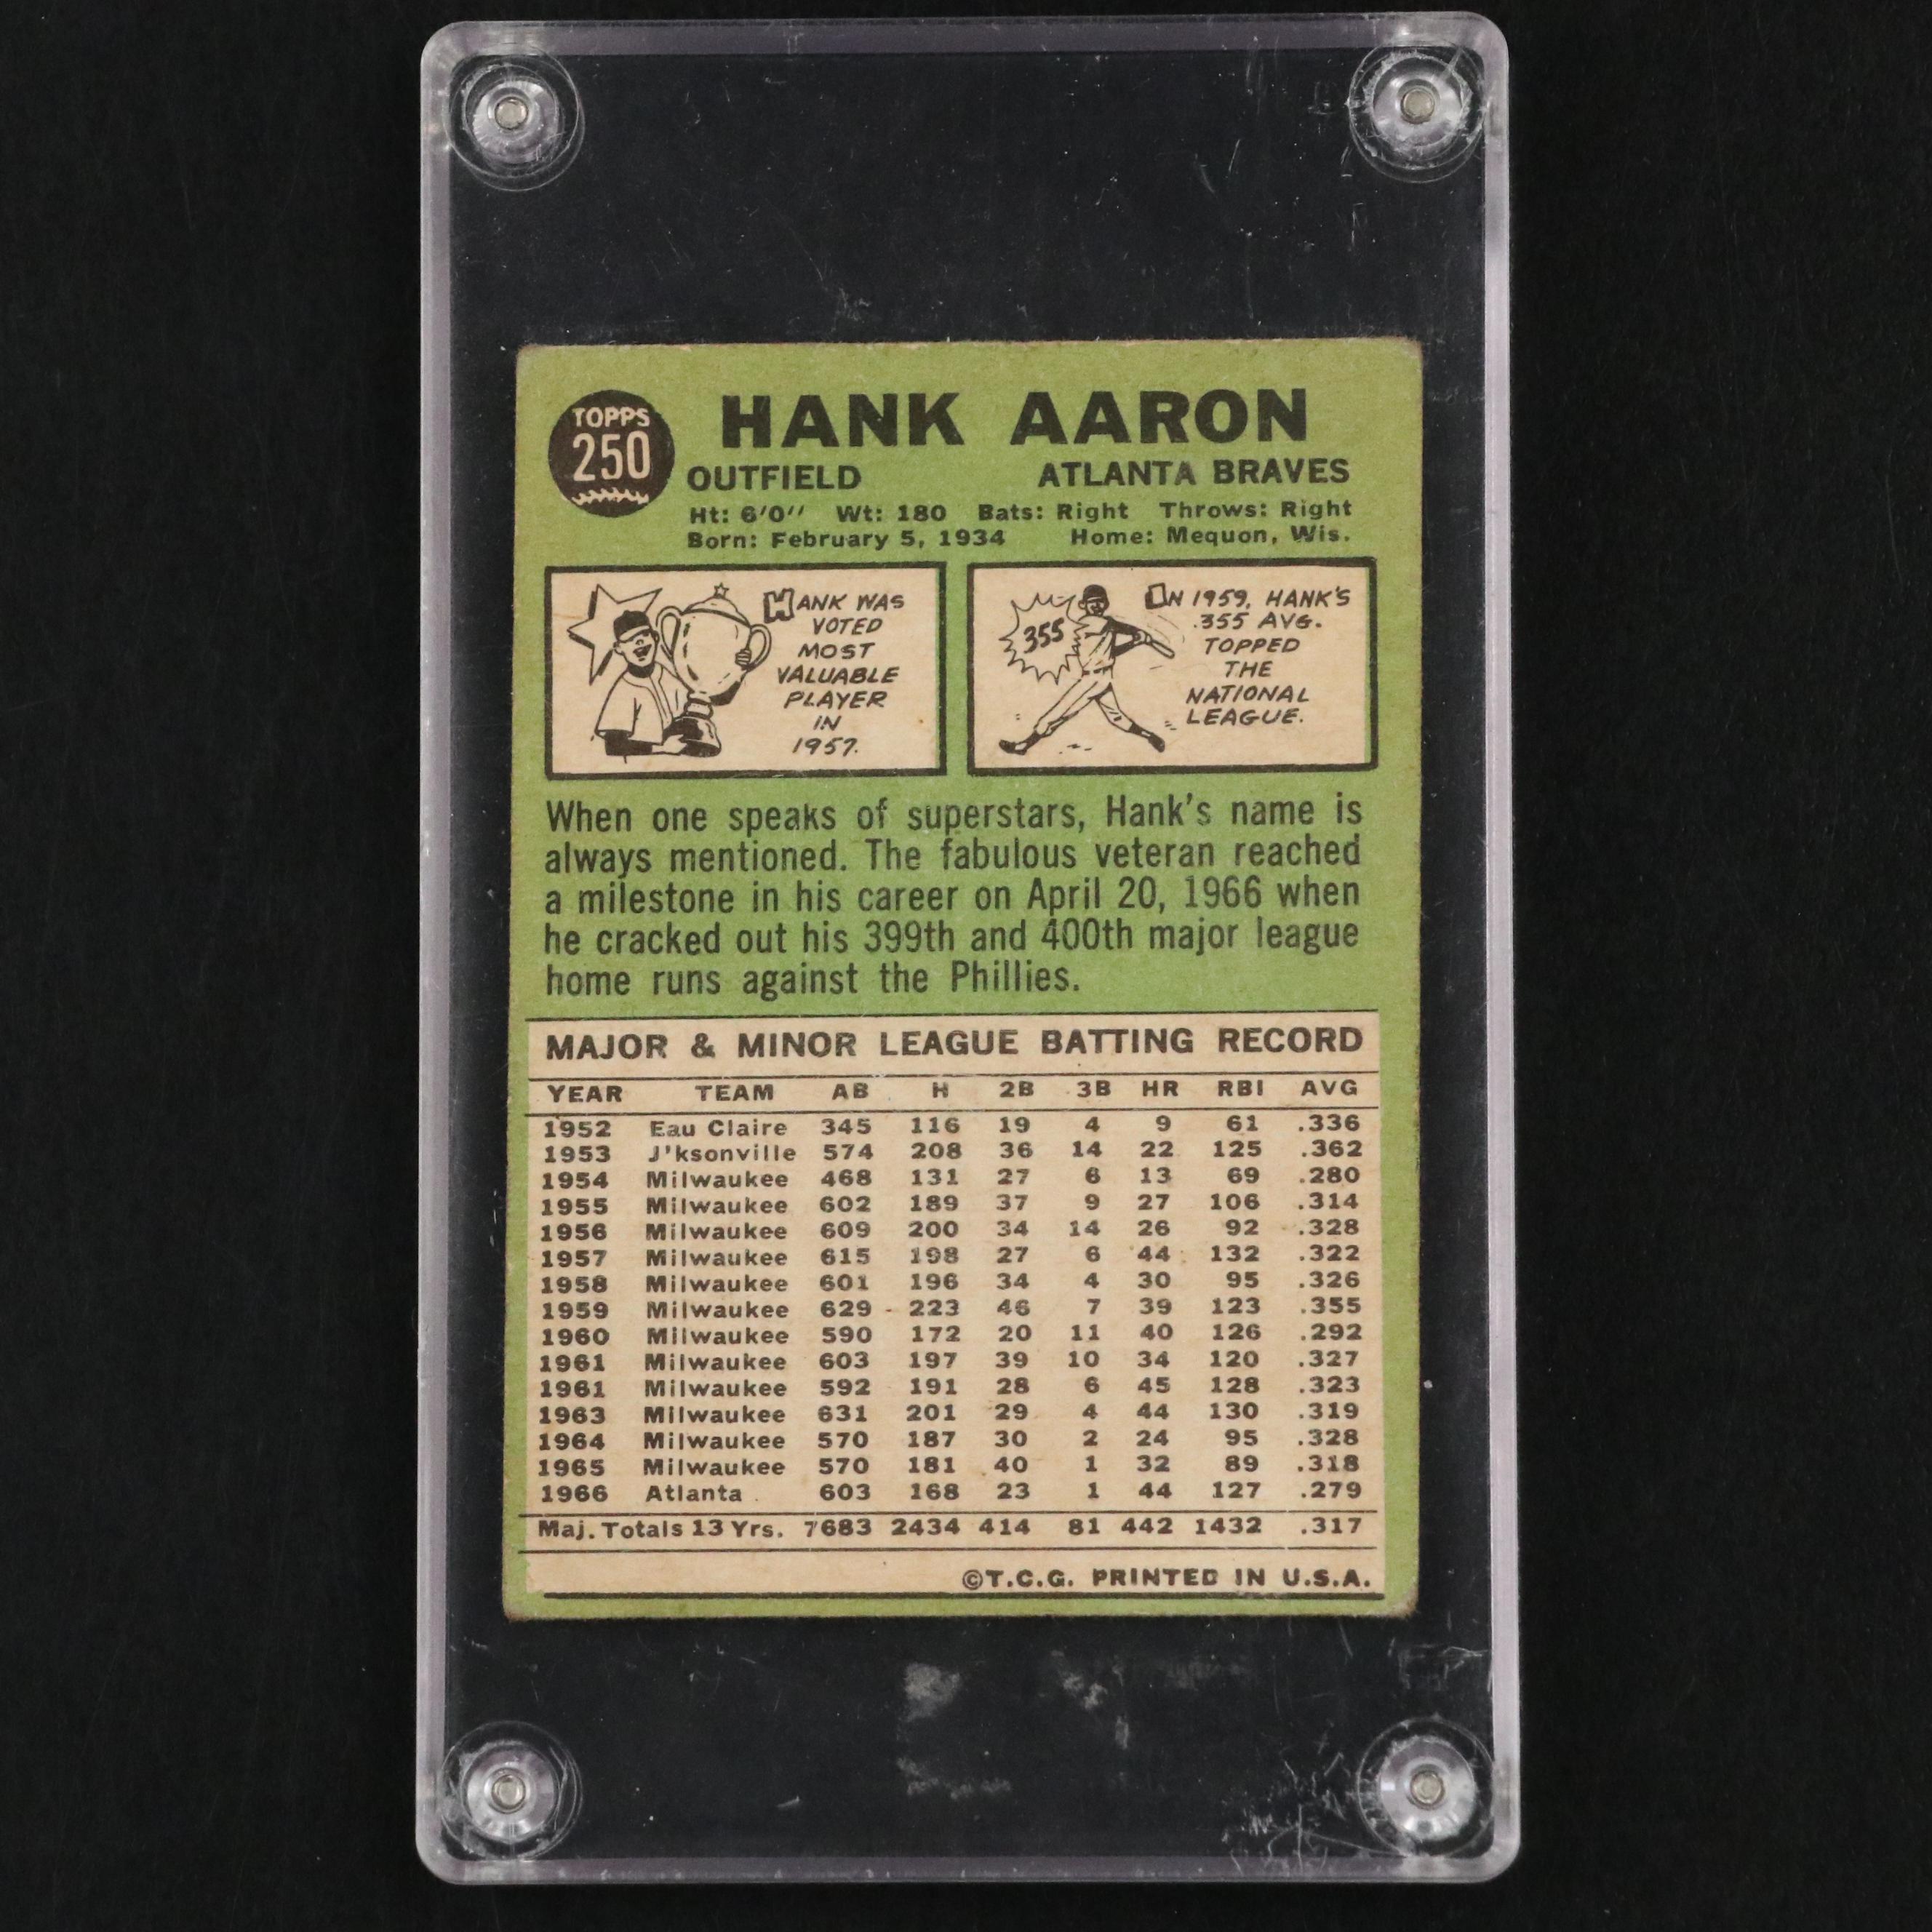 TOPPS
250
HANK AARON
OUTFIELD ATLANTA BRAVES
Ht: 6'0'' Wt: 180 Bats: Right Throws: Right
Born: February 5, 1934 Home: Mequon, Wis.
HANK WAS
VOTED
MOST
VALUABLE
PLAYER
IN
1957.
355
IN 1959, HANK'S
.355 AVG.
TOPPED
THE
NATIONAL
LEAGUE.
When one speaks of superstars, Hank's name is
always mentioned. The fabulous veteran reached
a milestone in his career on April 20, 1966 when
he cracked out his 399th and 400th major league
home runs against the Phillies.
MAJOR & MINOR LEAGUE BATTING RECORD
YEAR TEAM AB H 2B 3B HR RBI AVG
1952 Eau Claire 345 116 19 4 9 61 .336
1953 J'ksonville 574 208 36 14 22 125 .362
1954 Milwaukee 468 131 27 6 13 69 .280
1955 Milwaukee 602 189 37 9 27 106 .314
1956 Milwaukee 609 200 34 14 26 92 .328
1957 Milwaukee 615 198 27 6 44 132 .322
1958 Milwaukee 601 196 34 4 30 95 .326
1959 Milwaukee 629 223 46 7 39 123 .355
1960 Milwaukee 590 172 20 11 40 126 .292
1961 Milwaukee 603 197 39 10 34 120 .327
1961 Milwaukee 592 191 28 6 45 128 .323
1963 Milwaukee 631 201 29 4 44 130 .319
1964 Milwaukee 570 187 30 2 24 95 .328
1965 Milwaukee 570 181 40 1 32 89 .318
1966 Atlanta 603 168 23 1 44 127 .279
Maj. Totals 13 Yrs. 7683 2434 414 81 442 1432 .317
©T.C.G. PRINTED IN U.S.A.